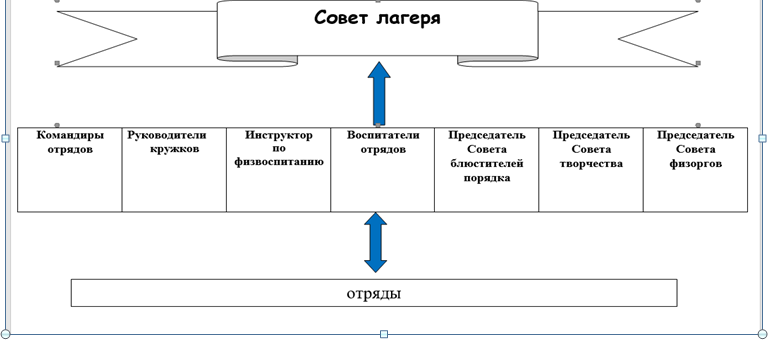 Совет лагеря
Командиры
отрядов
Руководители
кружков
Инструктор
по
физвоспитанию
Воспитатели
отрядов
Председатель
Совета
блюстителей
порядка
Председатель
Совета
творчества
Председатель
Совета
физоргов
отряды